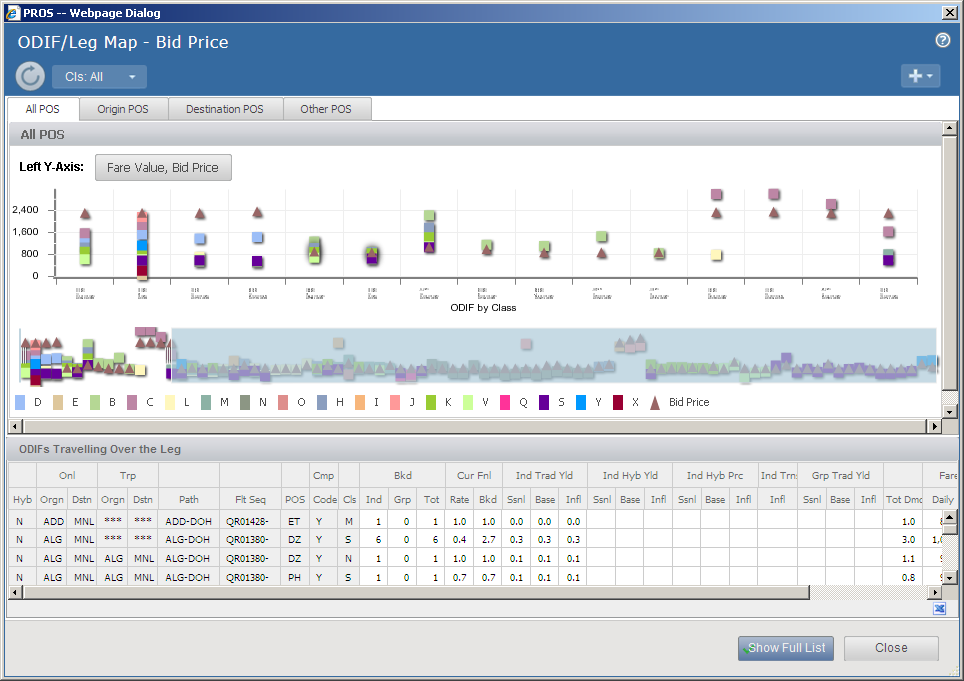 PROS -- Webpage Dialog
ODIF/Leg Map - Bid Price
Cls: All
All POS Origin POS Destination POS Other POS
All POS
Left Y-Axis: Fare Value, Bid Price
2,400
1,600
800
0
ODIF by Class
D E B C L M N O H I J K V Q S Y X Bid Price
ODIFs Travelling Over the Leg
Onl Trp Cmp Bkd Cur Fnl Ind Trad Yld Ind Hyb Yld Ind Hyb Prc Ind Trn Grp Trad Yld Fare
Hyb Orgn Dstn Orgn Dstn Path Flt Seq POS Code Cls Ind Grp Tot Rate Bkd Ssnl Base Infl Ssnl Base Infl Ssnl Base Infl Infl Ssnl Base Infl Tot Dmd Daily
N ADD MNL *** *** ADD-DOH QR01428- ET Y M 1 0 1 1.0 1.0 0.0 0.0 0.0 1.0
N ALG MNL *** *** ALG-DOH QR01380- DZ Y S 6 0 6 0.4 2.7 0.3 0.3 0.3 3.0 1,0
N ALG MNL ALG MNL ALG-DOH QR01380- DZ Y N 1 0 1 1.0 1.0 0.1 0.1 0.1 1.1
N ALG MNL ALG MNL ALG-DOH QR01380- PH Y S 1 0 1 0.7 0.7 0.1 0.1 0.1 0.8
Show Full List Close